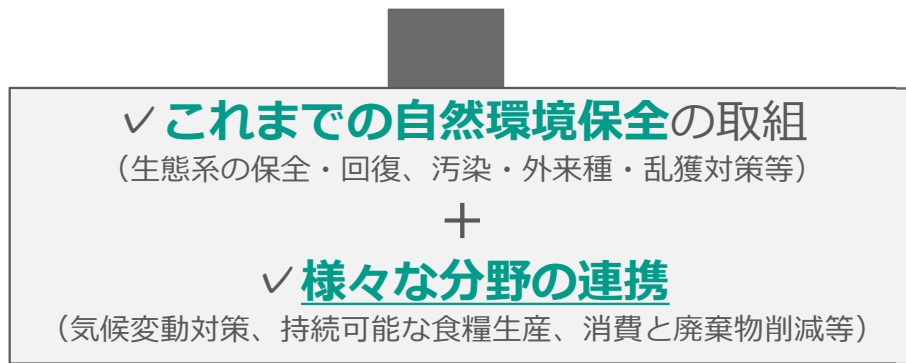 ✓これまでの自然環境保全の取組
（生態系の保全・回復、汚染・外来種・乱獲対策等）
＋
✓様々な分野の連携
（気候変動対策、持続可能な食糧生産、消費と廃棄物削減等）